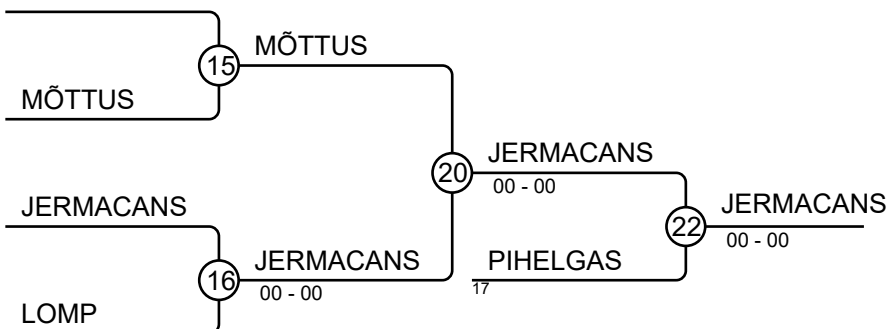 MÕTTUS
15
MÕTTUS
JERMACANS
20
00 - 00
JERMACANS
JERMACANS
22
00 - 00
JERMACANS
PIHELGAS
16
00 - 00
17
LOMP